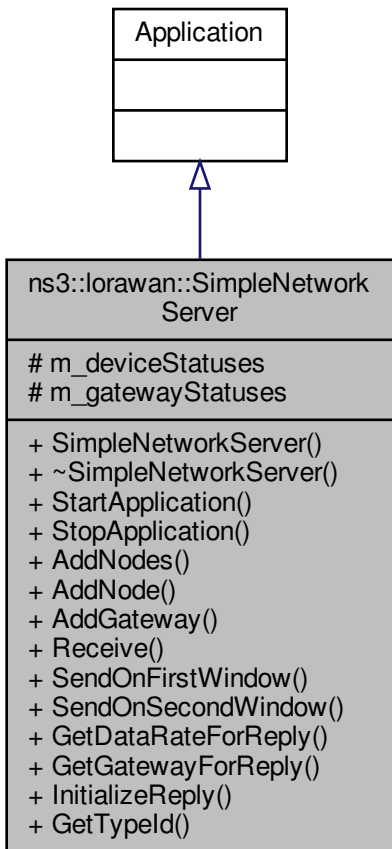 Application
ns3::lorawan::SimpleNetwork
Server
# m_deviceStatuses
# m_gatewayStatuses
+ SimpleNetworkServer()
+ ~SimpleNetworkServer()
+ StartApplication()
+ StopApplication()
+ AddNodes()
+ AddNode()
+ AddGateway()
+ Receive()
+ SendOnFirstWindow()
+ SendOnSecondWindow()
+ GetDataRateForReply()
+ GetGatewayForReply()
+ InitializeReply()
+ GetTypeId()